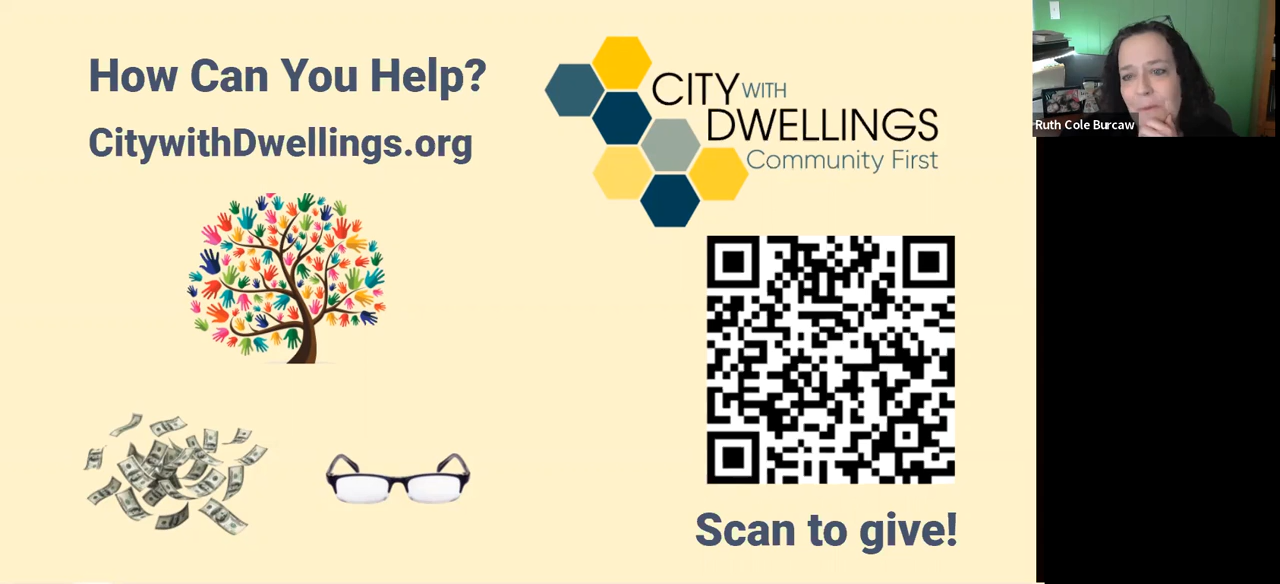 How Can You Help?
CitywithDwellings.org
CITY WITH
DWELLINGS
Community First
Scan to give!
Ruth Cole Burcaw